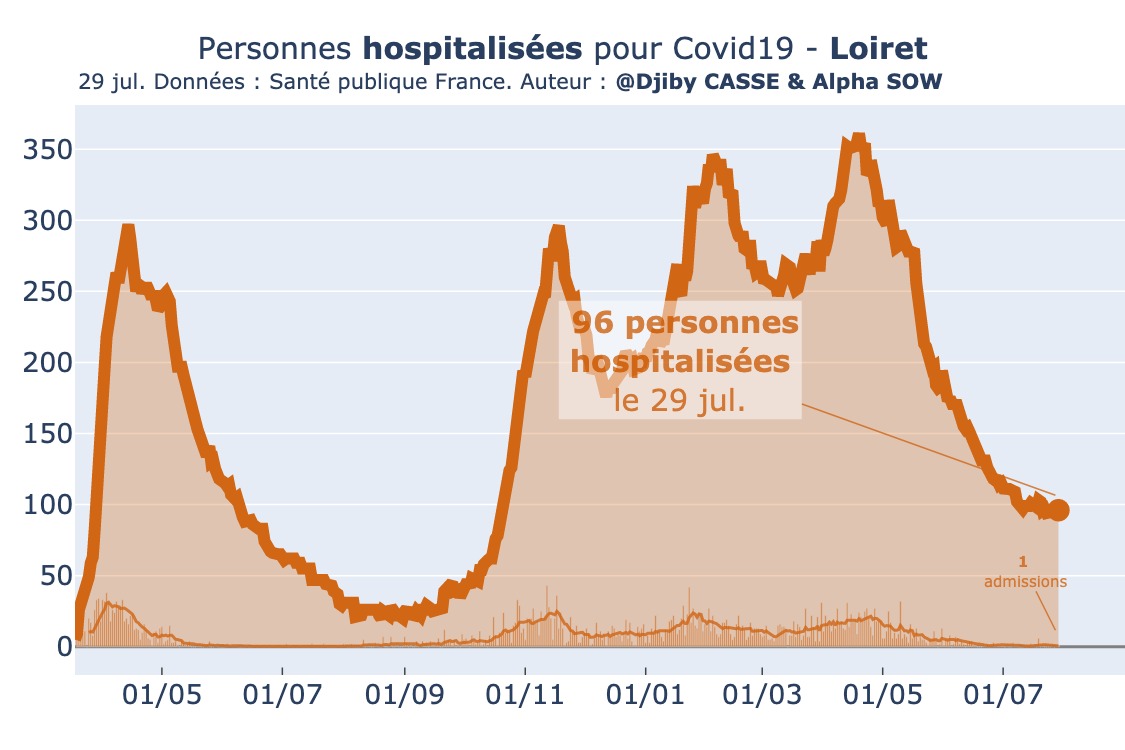 Personnes hospitalisées pour Covid19 - Loiret
29 jul. Données : Santé publique France. Auteur : @Djiby CASSE & Alpha SOW
350
300
250
200
150
100
50
0
96 personnes
hospitalisées
le 29 jul.
1
admissions
01/05 01/07 01/09 01/11 01/01 01/03 01/05 01/07